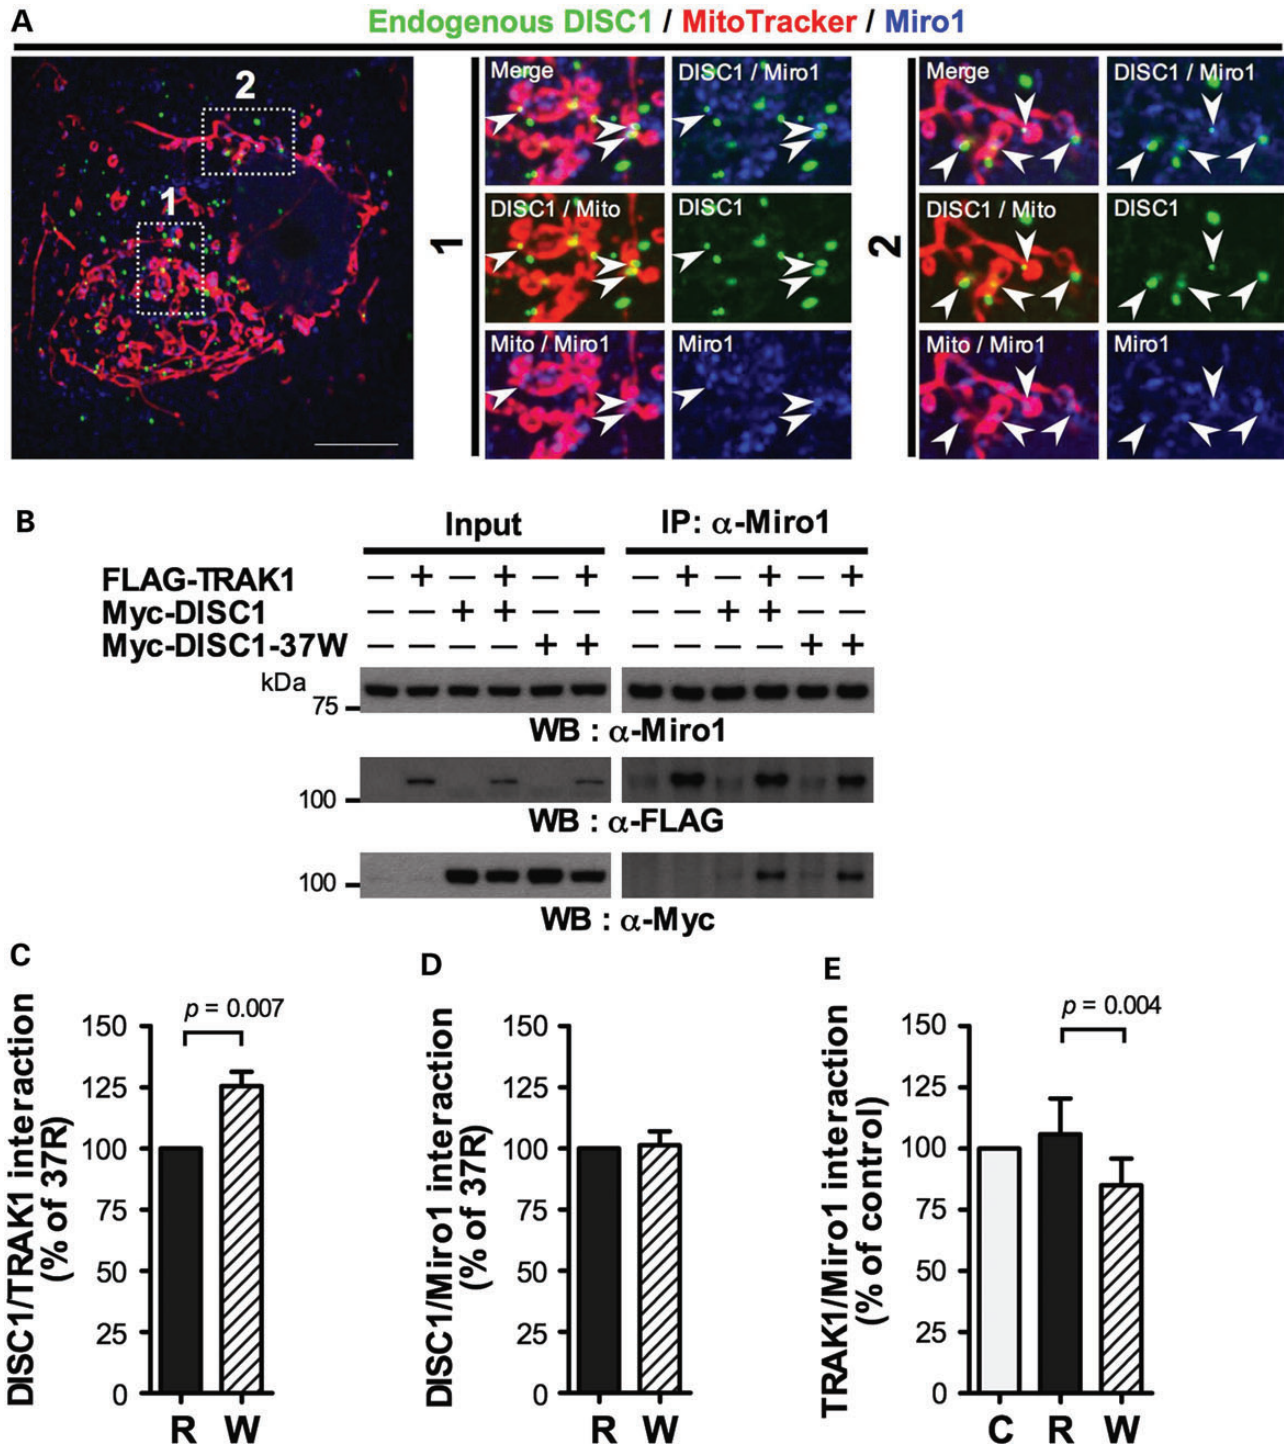 A
Endogenous DISC1 / MitoTracker / Miro1
2
1
1
Merge
DISC1 / Miro1
DISC1 / Mito
DISC1
Mito / Miro1
Miro1
2
Merge
DISC1 / Miro1
DISC1 / Mito
DISC1
Mito / Miro1
Miro1
B
Input
IP: α-Miro1
FLAG-TRAK1 — + — + — + — + — + — +
Myc-DISC1 — — + + — — — — + + — —
Myc-DISC1-37W — — — — + + — — — — + +
kDa
75
WB : α-Miro1
100
WB : α-FLAG
100
WB : α-Myc
C
DISC1/TRAK1 interaction
(% of 37R)
p = 0.007
150
125
100
75
50
25
0
R W
D
DISC1/Miro1 interaction
(% of 37R)
150
125
100
75
50
25
0
R W
E
TRAK1/Miro1 interaction
(% of control)
p = 0.004
150
125
100
75
50
25
0
C R W